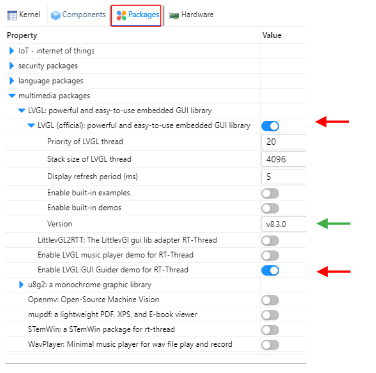 Kernel Components Packages Hardware
Property Value
IoT - internet of things
security packages
language packages
multimedia packages
LVGL: powerful and easy-to-use embedded GUI library
LVGL (official): powerful and easy-to-use embedded GUI library
Priority of LVGL thread 20
Stack size of LVGL thread 4096
Display refresh period (ms) 5
Enable built-in examples
Enable built-in demos
Version v8.3.0
LittlevGL2RTT: The LittlevGl gui lib adapter RT-Thread
Enable LVGL music player demo for RT-Thread
Enable LVGL GUI Guider demo for RT-Thread
u8g2: a monochrome graphic library
Openmv: Open-Source Machine Vision
mupdf: a lightweight PDF, XPS, and E-book viewer
STemWin: a STemWin package for rt-thread
WavPlayer: Minimal music player for wav file play and record